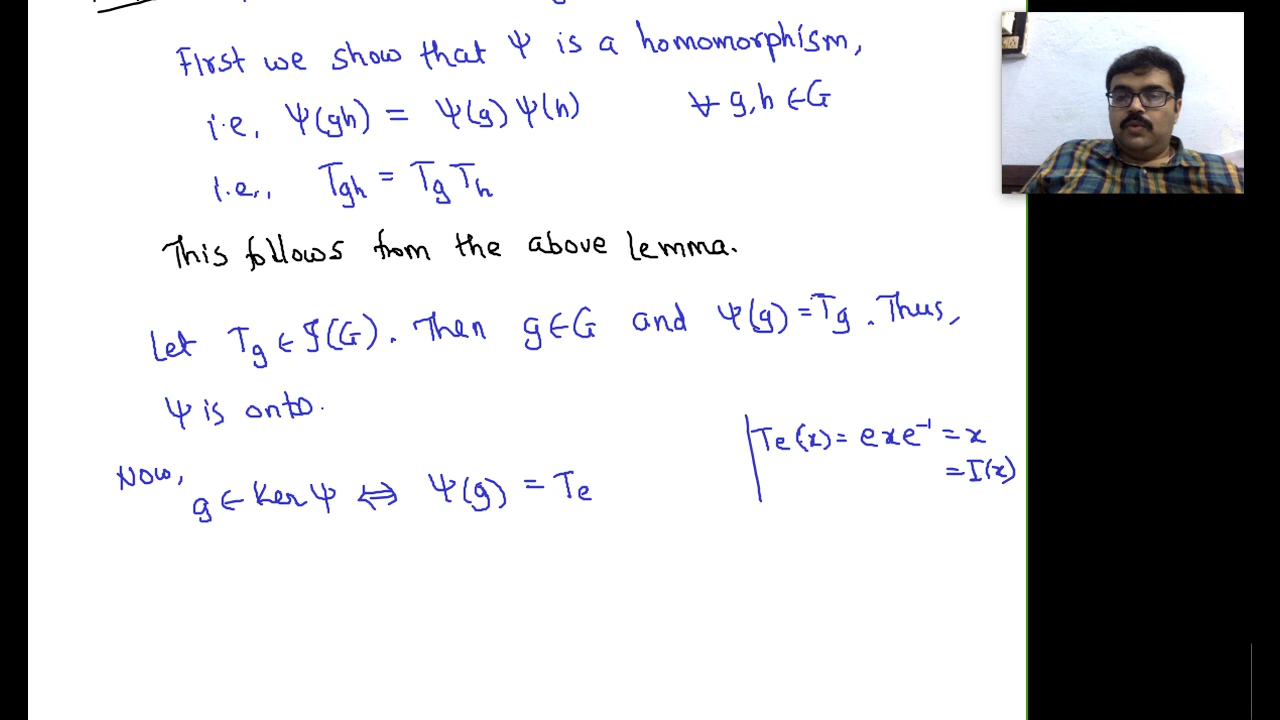 First we show that Ψ is a homomorphism,
i.e, Ψ(gh) = Ψ(g) Ψ(h) ∀ g,h ∈ G
i.e., T_gh = T_g T_h
This follows from the above lemma.
Let T_g ∈ 𝓘(G). Then g ∈ G and Ψ(g) = T_g. Thus,
Ψ is onto.
T_e(x) = e x e⁻¹ = x
= I(x)
Now,
g ∈ Ker Ψ ⇔ Ψ(g) = T_e